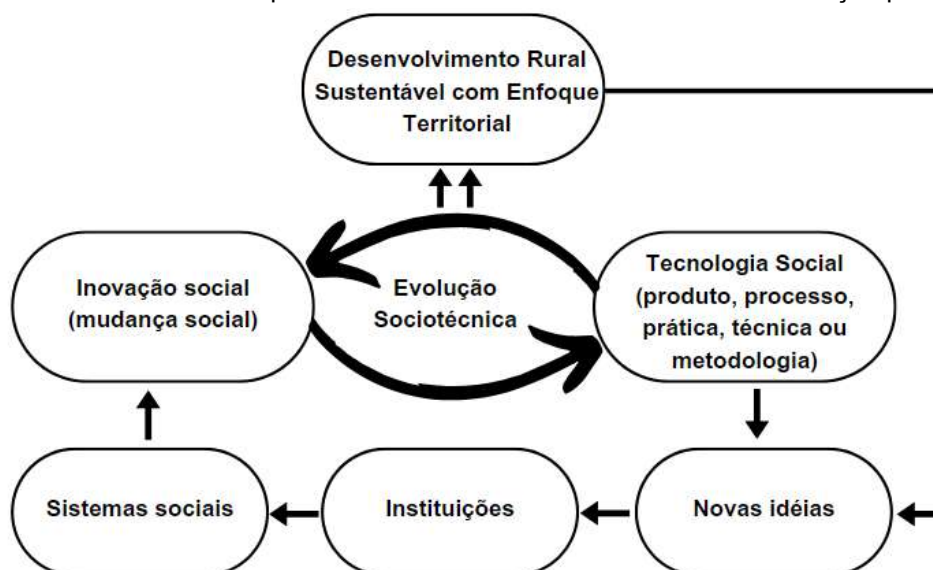 Desenvolvimento Rural
Sustentável com Enfoque
Territorial
Inovação social
(mudança social)
Evolução
Sociotécnica
Tecnologia Social
(produto, processo,
prática, técnica ou
metodologia)
Sistemas sociais
Instituições
Novas idéias